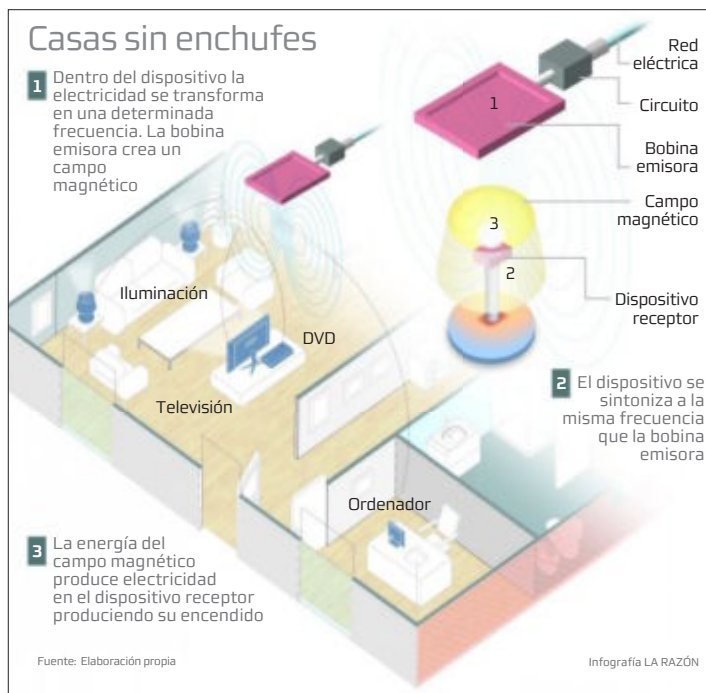 Casas sin enchufes
1 Dentro del dispositivo la
electricidad se transforma
en una determinada
frecuencia. La bobina
emisora crea un
campo
magnético
Red
eléctrica
1
Circuito
Bobina
emisora
Campo
magnético
3
2
Dispositivo
receptor
Iluminación
DVD
Televisión
2 El dispositivo se
sintoniza a la
misma frecuencia
que la bobina
emisora
Ordenador
3 La energía del
campo magnético
produce electricidad
en el dispositivo receptor
produciendo su encendido
Fuente: Elaboración propia
Infografía LA RAZÓN